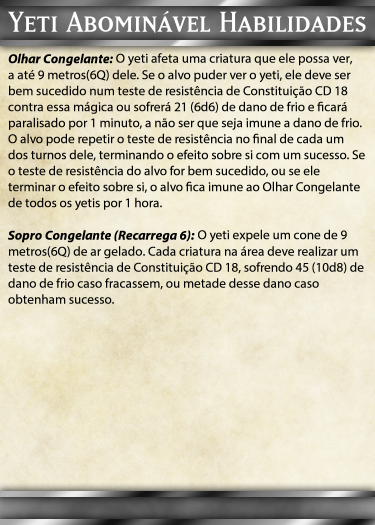 Yeti Abominável Habilidades
Olhar Congelante: O yeti afeta uma criatura que ele possa ver,
a até 9 metros(6Q) dele. Se o alvo puder ver o yeti, ele deve ser
bem sucedido num teste de resistência de Constituição CD 18
contra essa mágica ou sofrerá 21 (6d6) de dano de frio e ficará
paralisado por 1 minuto, a não ser que seja imune a dano de frio.
O alvo pode repetir o teste de resistência no final de cada um
dos turnos dele, terminando o efeito sobre si com um sucesso. Se
o teste de resistência do alvo for bem sucedido, ou se ele
terminar o efeito sobre si, o alvo fica imune ao Olhar Congelante
de todos os yetis por 1 hora.
Sopro Congelante (Recarrega 6): O yeti expele um cone de 9
metros(6Q) de ar gelado. Cada criatura na área deve realizar um
teste de resistência de Constituição CD 18, sofrendo 45 (10d8) de
dano de frio caso fracassem, ou metade desse dano caso
obtenham sucesso.